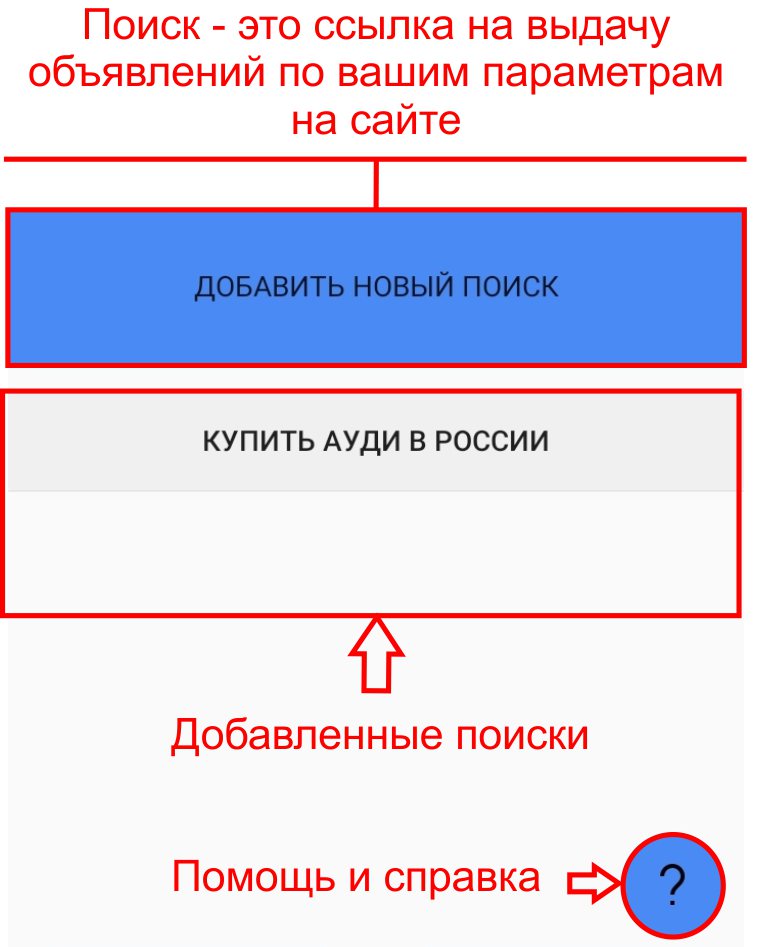 Поиск - это ссылка на выдачу
объявлений по вашим параметрам
на сайте
ДОБАВИТЬ НОВЫЙ ПОИСК
КУПИТЬ АУДИ В РОССИИ
Добавленные поиски
Помощь и справка
?